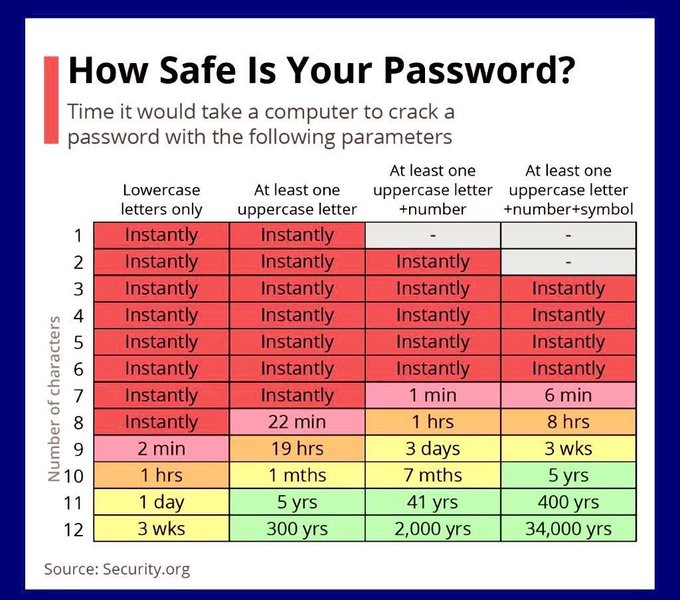 How Safe Is Your Password?
Time it would take a computer to crack a
password with the following parameters
Lowercase
letters only
At least one
uppercase letter
At least one
uppercase letter
+number
At least one
uppercase letter
+number+symbol
Number of characters
1 Instantly Instantly - -
2 Instantly Instantly Instantly -
3 Instantly Instantly Instantly Instantly
4 Instantly Instantly Instantly Instantly
5 Instantly Instantly Instantly Instantly
6 Instantly Instantly Instantly Instantly
7 Instantly Instantly 1 min 6 min
8 Instantly 22 min 1 hrs 8 hrs
9 2 min 19 hrs 3 days 3 wks
10 1 hrs 1 mths 7 mths 5 yrs
11 1 day 5 yrs 41 yrs 400 yrs
12 3 wks 300 yrs 2,000 yrs 34,000 yrs
Source: Security.org